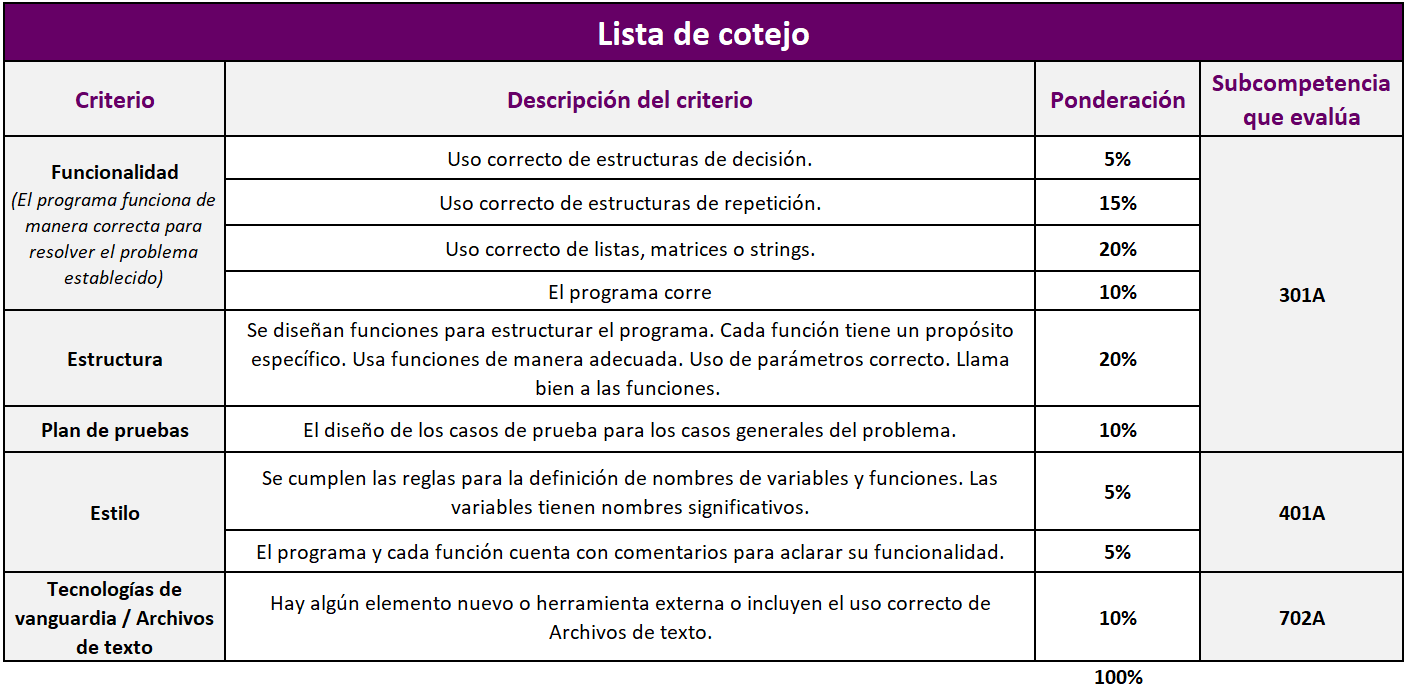 Lista de cotejo
Criterio
Descripción del criterio
Ponderación
Subcompetencia
que evalúa
Funcionalidad
(El programa funciona de
manera correcta para
resolver el problema
establecido)
Uso correcto de estructuras de decisión.
5%
Uso correcto de estructuras de repetición.
15%
Uso correcto de listas, matrices o strings.
20%
El programa corre
10%
301A
Estructura
Se diseñan funciones para estructurar el programa. Cada función tiene un propósito
específico. Usa funciones de manera adecuada. Uso de parámetros correcto. Llama
bien a las funciones.
20%
Plan de pruebas
El diseño de los casos de prueba para los casos generales del problema.
10%
Estilo
Se cumplen las reglas para la definición de nombres de variables y funciones. Las
variables tienen nombres significativos.
5%
El programa y cada función cuenta con comentarios para aclarar su funcionalidad.
5%
401A
Tecnologías de
vanguardia / Archivos
de texto
Hay algún elemento nuevo o herramienta externa o incluyen el uso correcto de
Archivos de texto.
10%
702A
100%